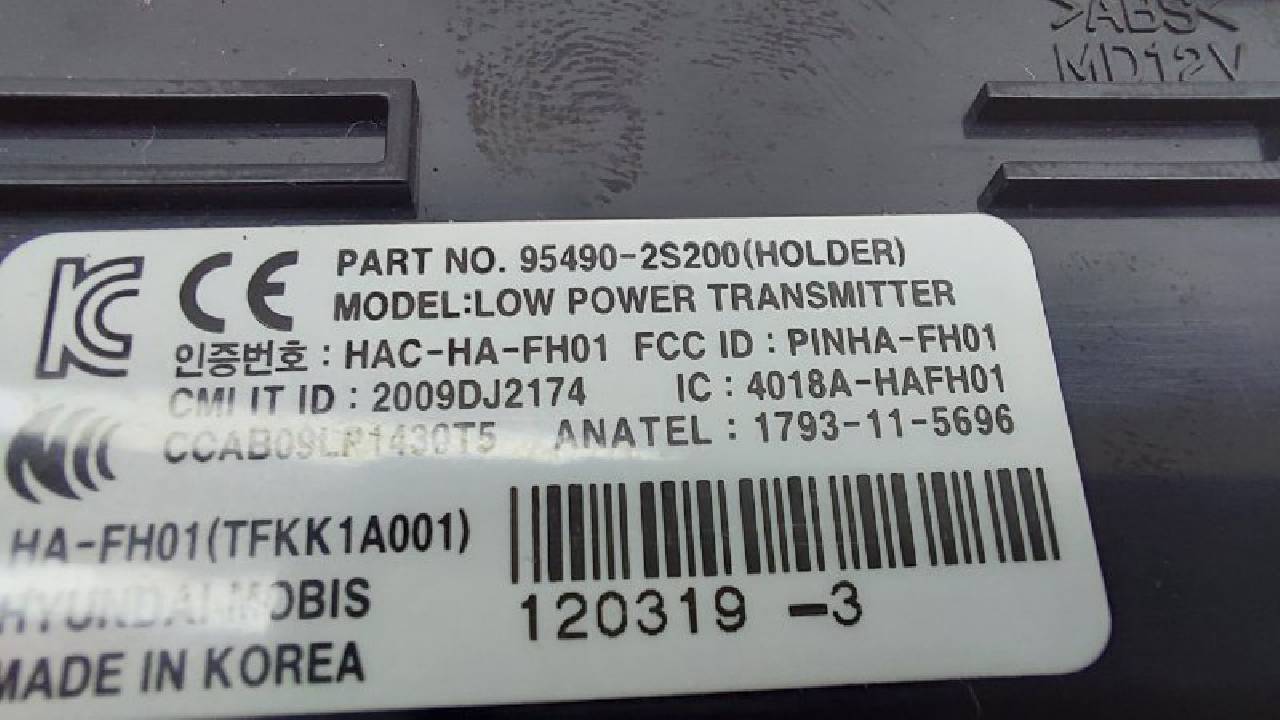 >ABS<
MD12V
PART NO. 95490-2S200(HOLDER)
MODEL:LOW POWER TRANSMITTER
인증번호 : HAC-HA-FH01 FCC ID : PINHA-FH01
CMIIT ID : 2009DJ2174 IC : 4018A-HAFH01
CCAB09LP1430T5 ANATEL : 1793-11-5696
HA-FH01(TFKK1A001)
HYUNDAI MOBIS
MADE IN KOREA
120319 -3